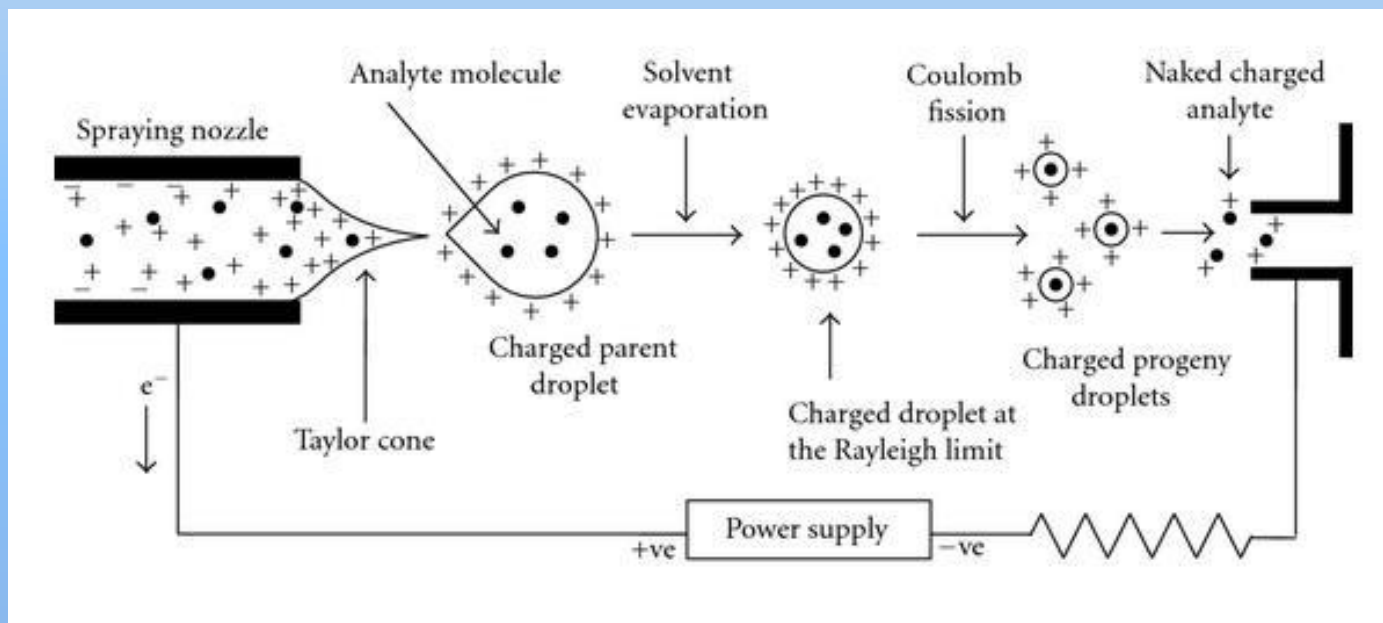 Spraying nozzle
Analyte molecule
Solvent
evaporation
Coulomb
fission
Naked charged
analyte
Charged parent
droplet
Charged droplet at
the Rayleigh limit
Charged progeny
droplets
e⁻
Taylor cone
+ve
Power supply
−ve